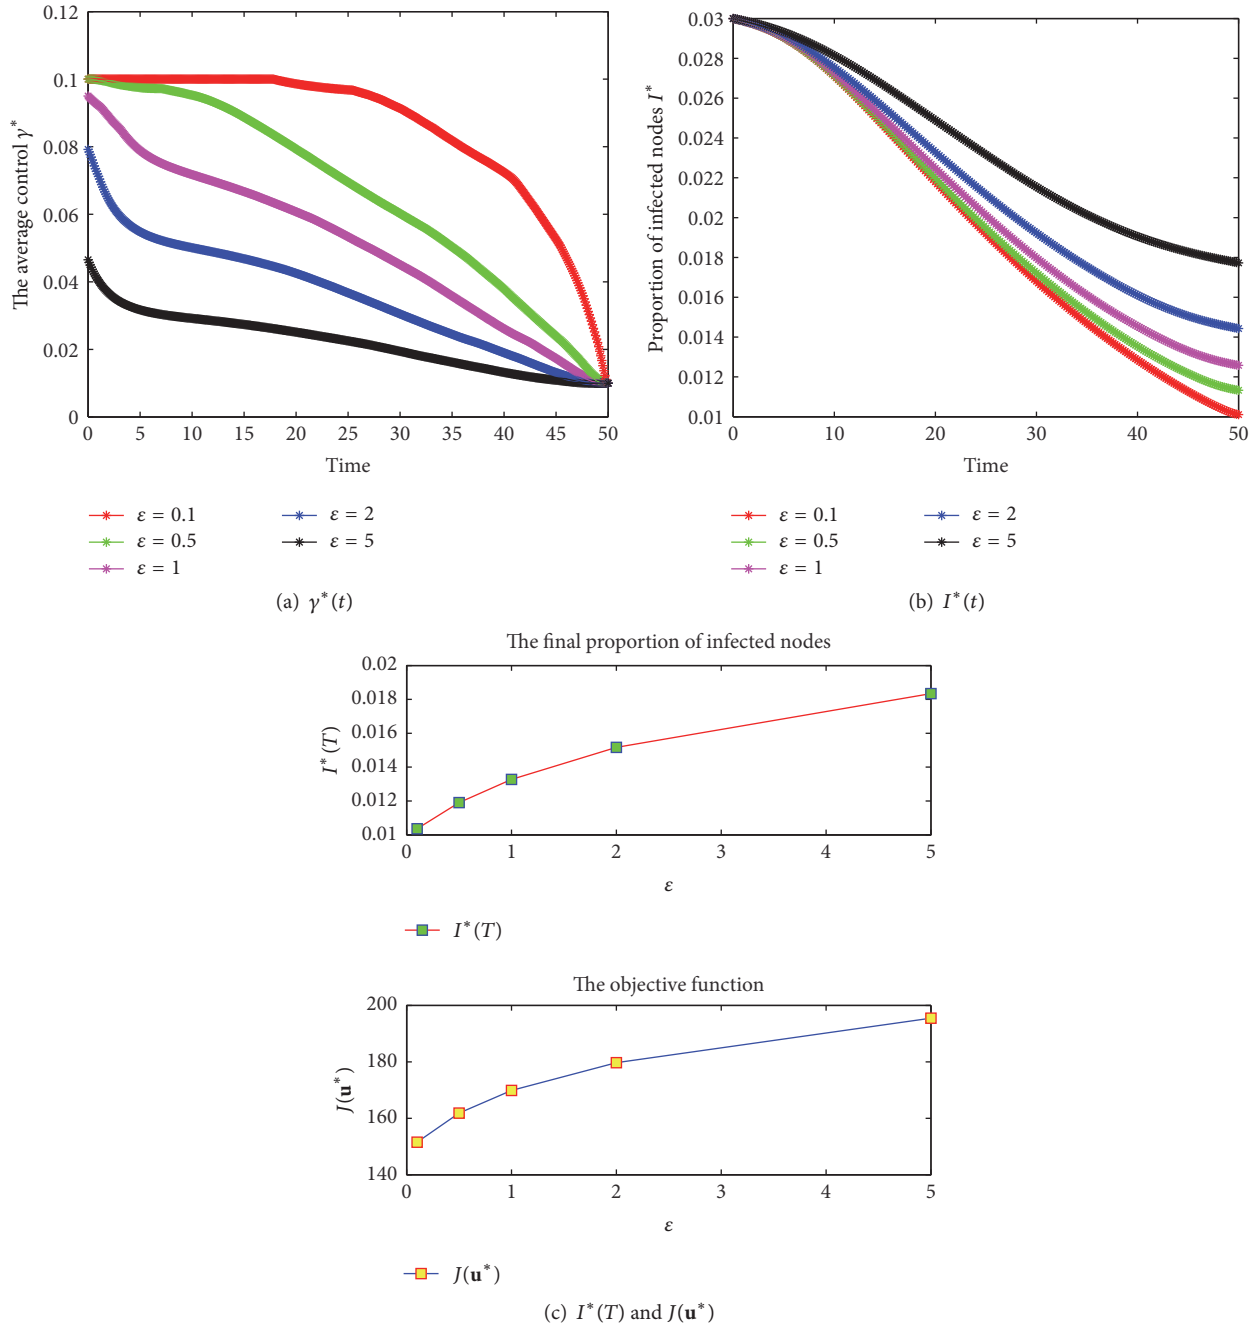 0.12
0.1
0.08
0.06
0.04
0.02
0
The average control γ*
0 5 10 15 20 25 30 35 40 45 50
Time
ε = 0.1
ε = 0.5
ε = 1
ε = 2
ε = 5
(a) γ*(t)
0.03
0.028
0.026
0.024
0.022
0.02
0.018
0.016
0.014
0.012
0.01
Proportion of infected nodes I*
0 10 20 30 40 50
Time
ε = 0.1
ε = 0.5
ε = 1
ε = 2
ε = 5
(b) I*(t)
The final proportion of infected nodes
0.02
0.018
0.016
0.014
0.012
0.01
I*(T)
0 1 2 3 4 5
ε
I*(T)
The objective function
200
180
160
140
J(u*)
0 1 2 3 4 5
ε
J(u*)
(c) I*(T) and J(u*)